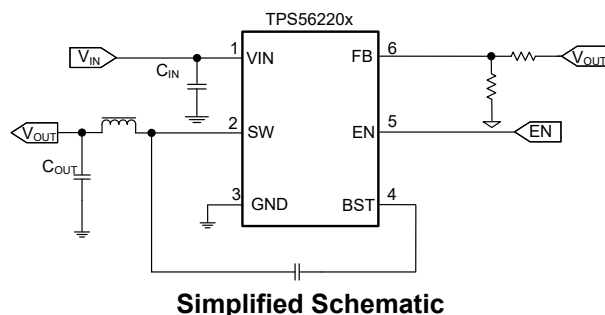 TPS56220x
VIN
CIN
1
VIN
FB
6
VOUT
VOUT
2
SW
EN
5
EN
COUT
3
GND
BST
4
Simplified Schematic